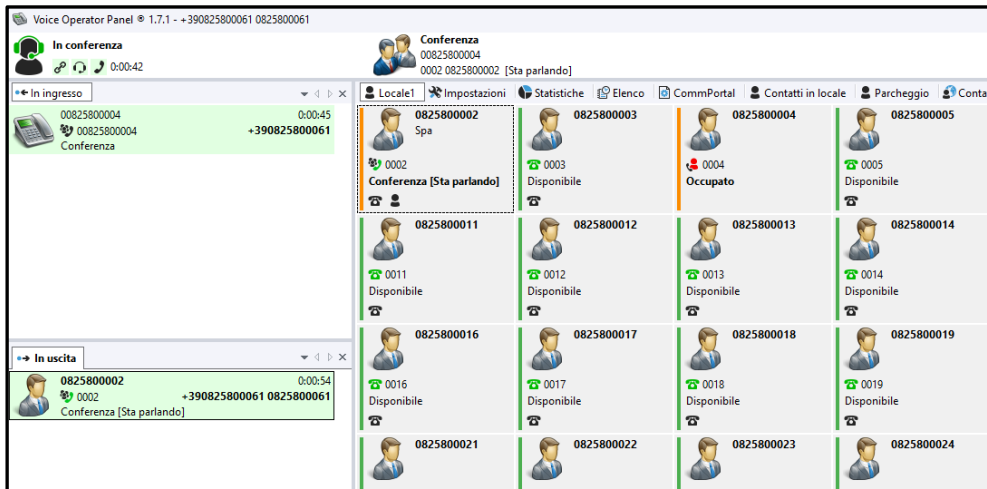 Voice Operator Panel ® 1.7.1 - +390825800061 0825800061
In conferenza
0:00:42
Conferenza
00825800004
0002 0825800002 [Sta parlando]
In ingresso
00825800004 0:00:45
00825800004 +390825800061
Conferenza
In uscita
0825800002 0:00:54
0002 +390825800061 0825800061
Conferenza [Sta parlando]
Locale1 Impostazioni Statistiche Elenco CommPortal Contatti in locale Parcheggio Conta
0825800002 0825800003 0825800004 0825800005
Spa
0002 0003 0004 0005
Conferenza [Sta parlando] Disponibile Occupato Disponibile
0825800011 0825800012 0825800013 0825800014
0011 0012 0013 0014
Disponibile Disponibile Disponibile Disponibile
0825800016 0825800017 0825800018 0825800019
0016 0017 0018 0019
Disponibile Disponibile Disponibile Disponibile
0825800021 0825800022 0825800023 0825800024